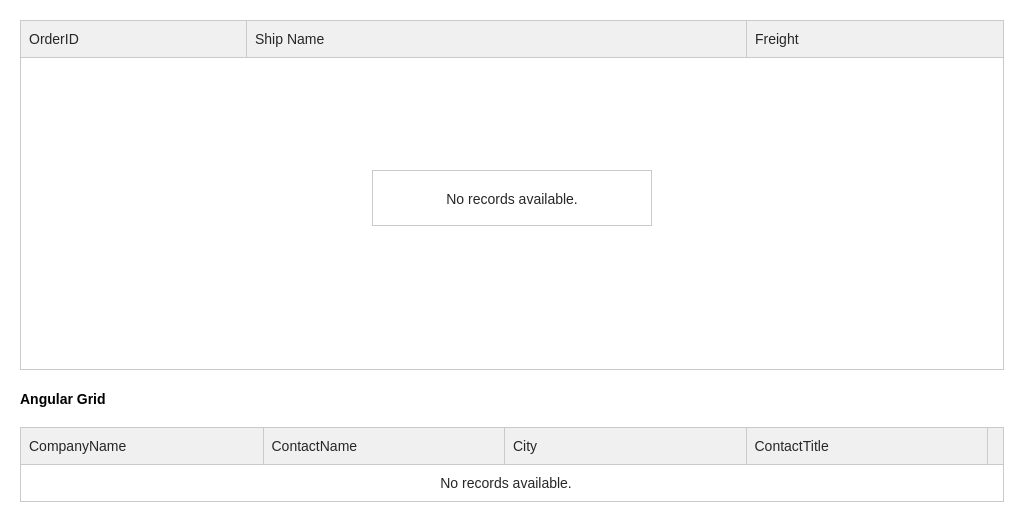 OrderID Ship Name Freight
No records available.
Angular Grid
CompanyName ContactName City ContactTitle
No records available.